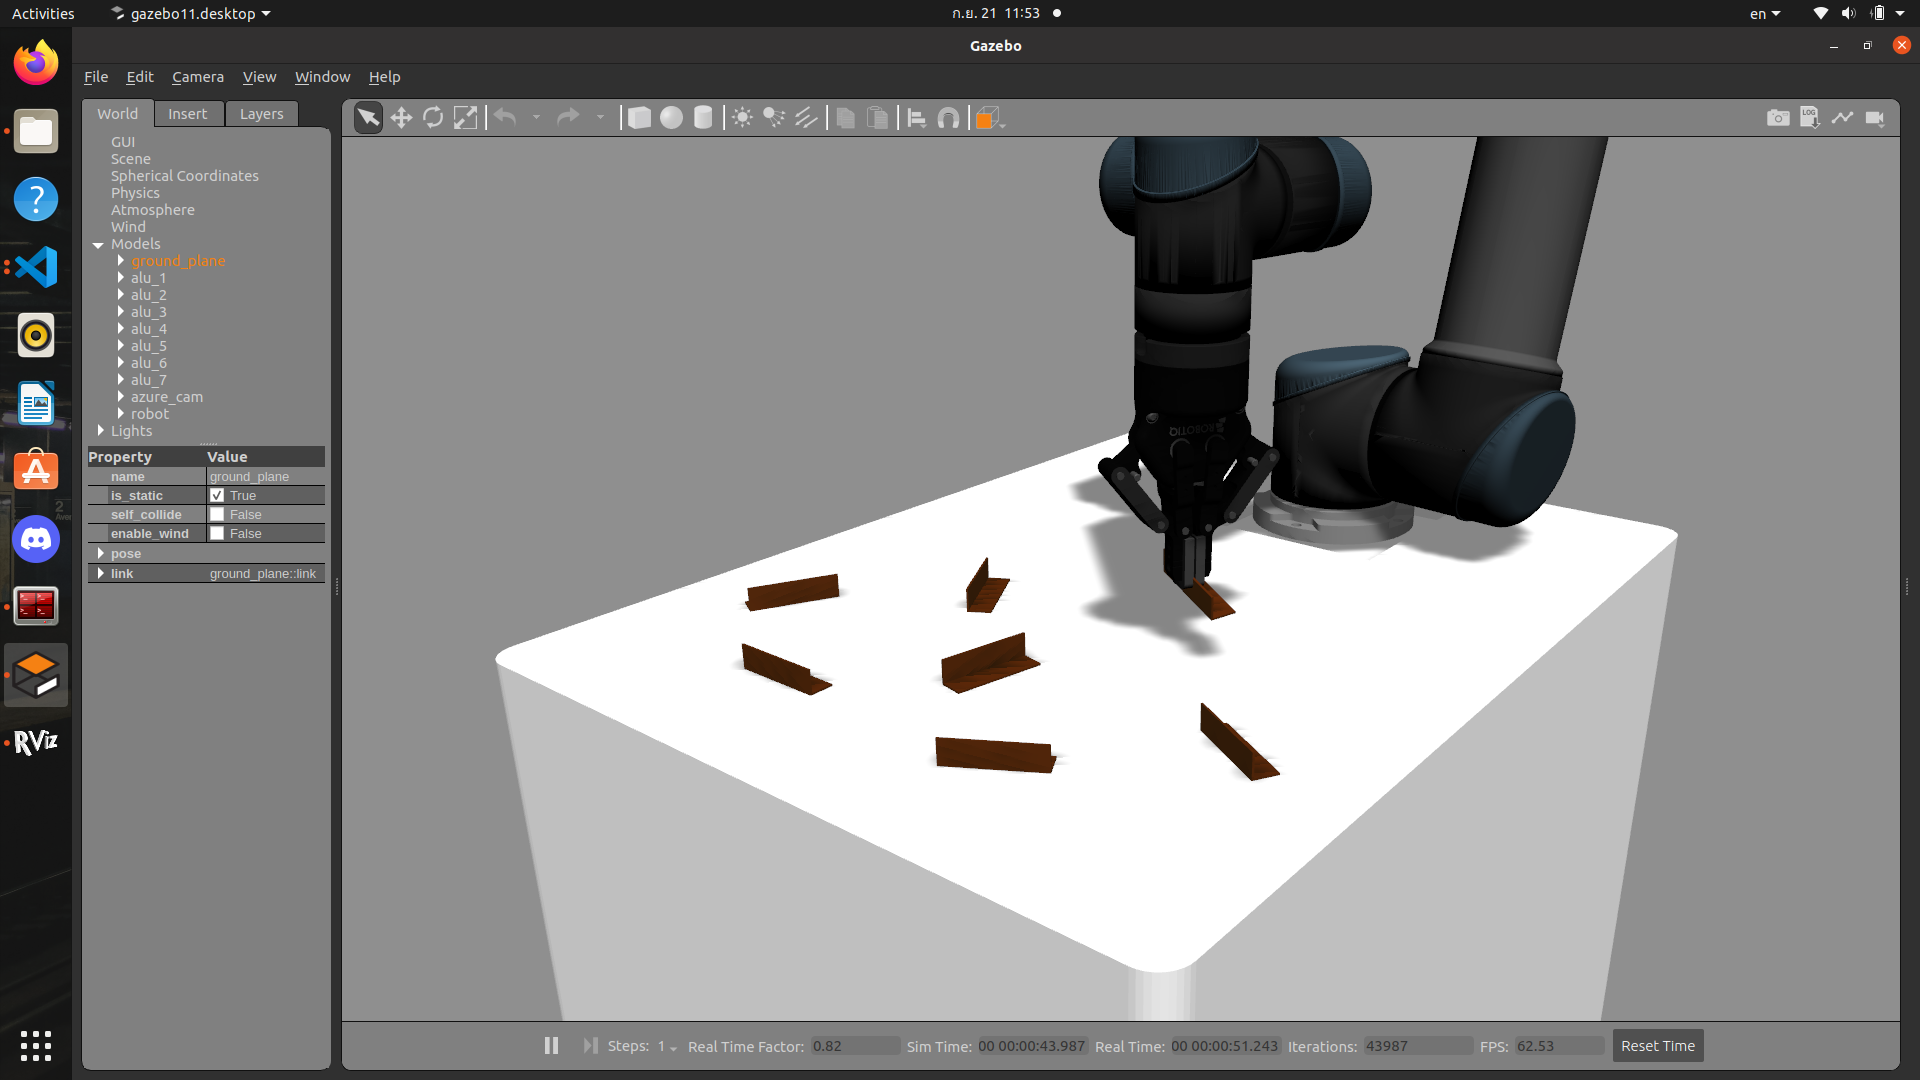 Activities
gazebo11.desktop
ก.ย. 21 11:53
en
Gazebo
File Edit Camera View Window Help
World Insert Layers
GUI
Scene
Spherical Coordinates
Physics
Atmosphere
Wind
Models
ground_plane
alu_1
alu_2
alu_3
alu_4
alu_5
alu_6
alu_7
azure_cam
robot
Lights
Property Value
name ground_plane
is_static True
self_collide False
enable_wind False
pose
link ground_plane::link
LOG
ROBOTIQ
RViz
Steps: 1 Real Time Factor: 0.82 Sim Time: 00 00:00:43.987 Real Time: 00 00:00:51.243 Iterations: 43987 FPS: 62.53 Reset Time